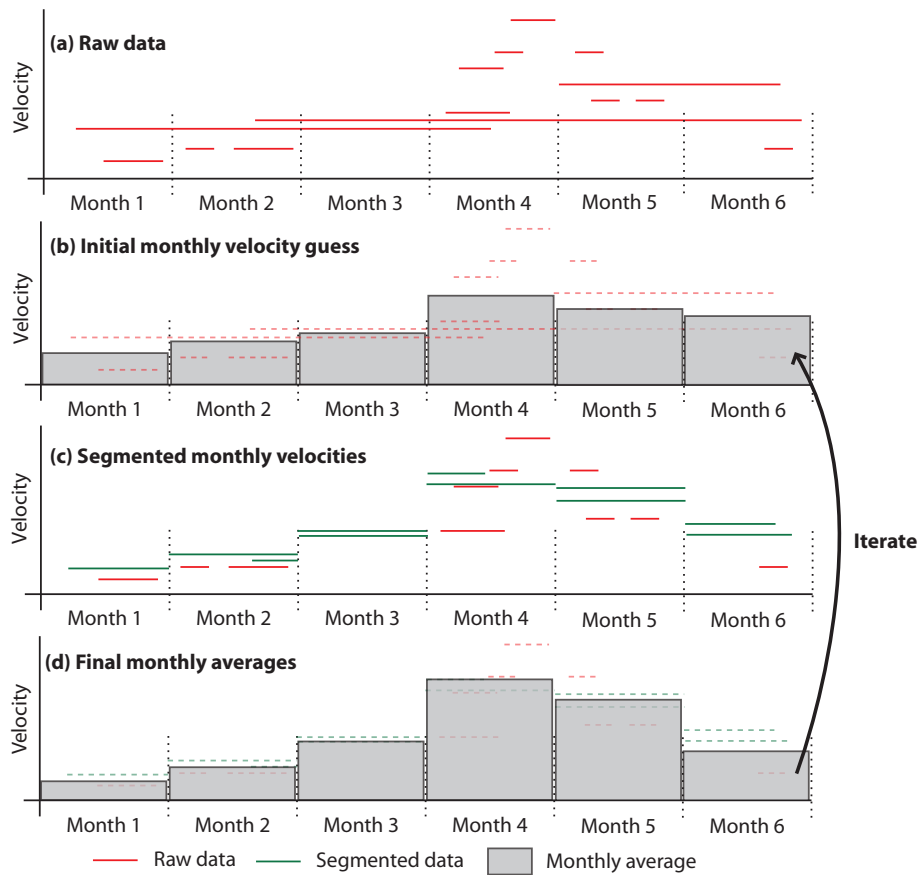 (a) Raw data
Velocity
Month 1 Month 2 Month 3 Month 4 Month 5 Month 6
(b) Initial monthly velocity guess
Velocity
Month 1 Month 2 Month 3 Month 4 Month 5 Month 6
(c) Segmented monthly velocities
Velocity
Iterate
Month 1 Month 2 Month 3 Month 4 Month 5 Month 6
(d) Final monthly averages
Velocity
Month 1 Month 2 Month 3 Month 4 Month 5 Month 6
Raw data Segmented data Monthly average